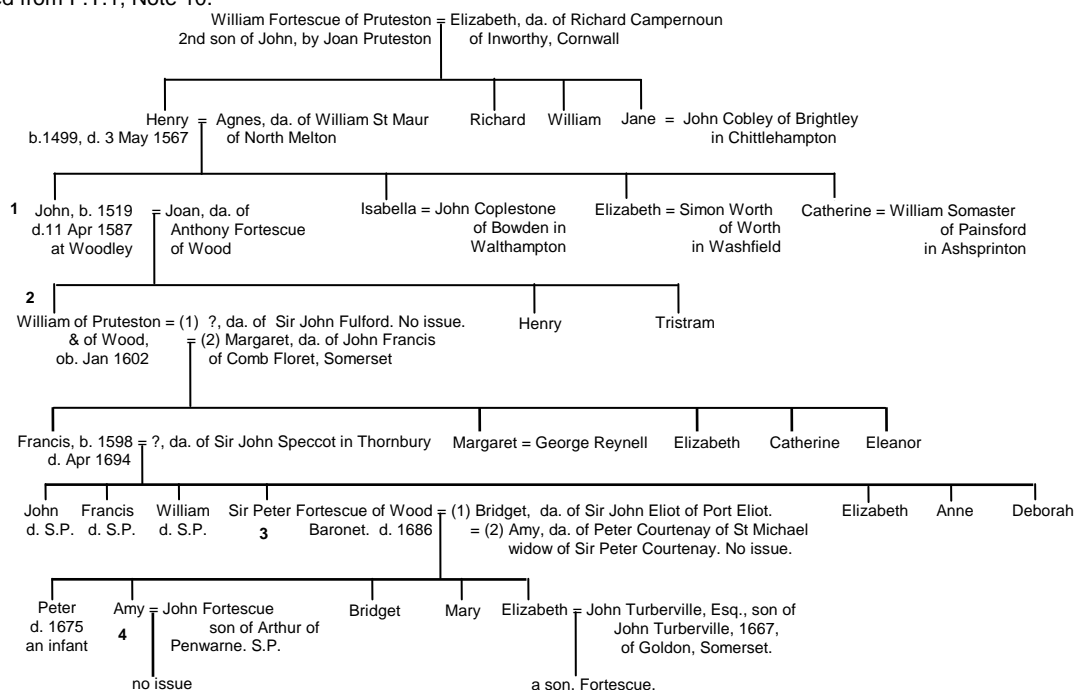 ed from P.T.1, Note 10.
William Fortescue of Pruteston = Elizabeth, da. of Richard Campernoun
2nd son of John, by Joan Pruteston of Inworthy, Cornwall
Henry = Agnes, da. of William St Maur Richard William Jane = John Cobley of Brightley
b.1499, d. 3 May 1567 of North Melton in Chittlehampton
1 John, b. 1519 = Joan, da. of Isabella = John Coplestone Elizabeth = Simon Worth Catherine = William Somaster
d.11 Apr 1587 Anthony Fortescue of Bowden in of Worth of Painsford
at Woodley of Wood Walthampton in Washfield in Ashsprinton
2
William of Pruteston = (1) ?, da. of Sir John Fulford. No issue. Henry Tristram
& of Wood, = (2) Margaret, da. of John Francis
ob. Jan 1602 of Comb Floret, Somerset
Francis, b. 1598 = ?, da. of Sir John Speccot in Thornbury Margaret = George Reynell Elizabeth Catherine Eleanor
d. Apr 1694
John Francis William Sir Peter Fortescue of Wood = (1) Bridget, da. of Sir John Eliot of Port Eliot. Elizabeth Anne Deborah
d. S.P. d. S.P. d. S.P. 3 Baronet. d. 1686 = (2) Amy, da. of Peter Courtenay of St Michael
widow of Sir Peter Courtenay. No issue.
Peter Amy = John Fortescue Bridget Mary Elizabeth = John Turberville, Esq., son of
d. 1675 4 son of Arthur of John Turberville, 1667,
an infant Penwarne. S.P. of Goldon, Somerset.
no issue a son, Fortescue.